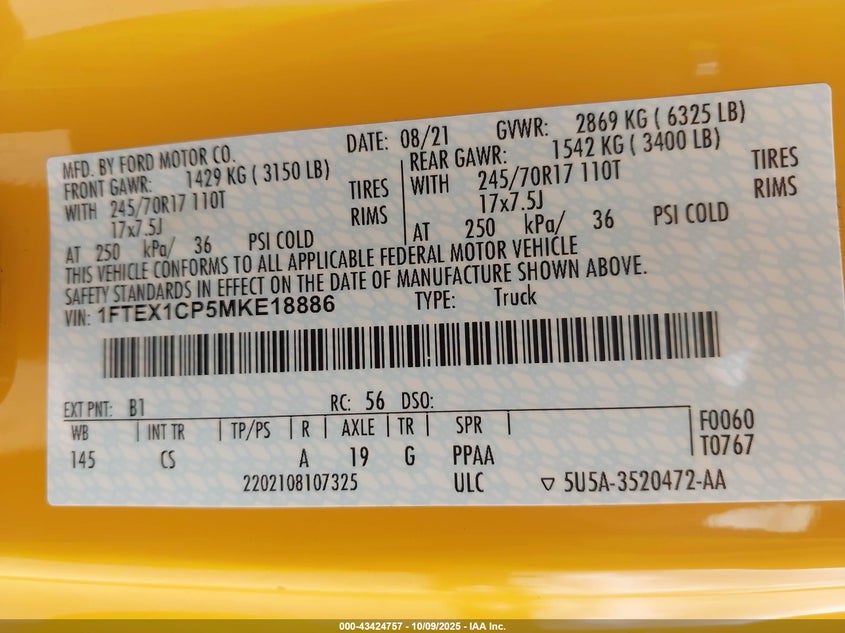 MFD. BY FORD MOTOR CO.
DATE: 08/21 GVWR: 2869 KG ( 6325 LB)
FRONT GAWR: 1429 KG ( 3150 LB)
WITH 245/70R17 110T TIRES
17x7.5J RIMS
AT 250 kPa/ 36 PSI COLD
REAR GAWR: 1542 KG ( 3400 LB)
WITH 245/70R17 110T TIRES
17x7.5J RIMS
AT 250 kPa/ 36 PSI COLD
THIS VEHICLE CONFORMS TO ALL APPLICABLE FEDERAL MOTOR VEHICLE
SAFETY STANDARDS IN EFFECT ON THE DATE OF MANUFACTURE SHOWN ABOVE.
VIN: 1FTEX1CP5MKE18886 TYPE: Truck
EXT PNT: B1 RC: 56 DSO:
WB | INT TR | TP/PS | R | AXLE | TR | SPR |
145 CS A 19 G PPAA
F0060
T0767
2202108107325 ULC ▽ 5U5A-3520472-AA
000-43424757 - 10/09/2025 - IAA Inc.